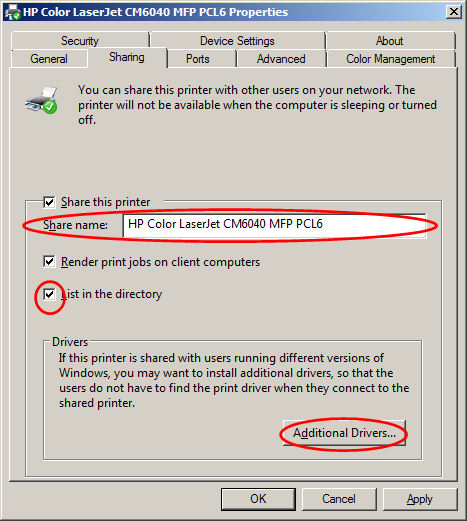 HP Color LaserJet CM6040 MFP PCL6 Properties
Security Device Settings About
General Sharing Ports Advanced Color Management
You can share this printer with other users on your network. The
printer will not be available when the computer is sleeping or turned
off.
Share this printer
Share name: HP Color LaserJet CM6040 MFP PCL6
Render print jobs on client computers
List in the directory
Drivers
If this printer is shared with users running different versions of
Windows, you may want to install additional drivers, so that the
users do not have to find the print driver when they connect to the
shared printer.
Additional Drivers...
OK Cancel Apply